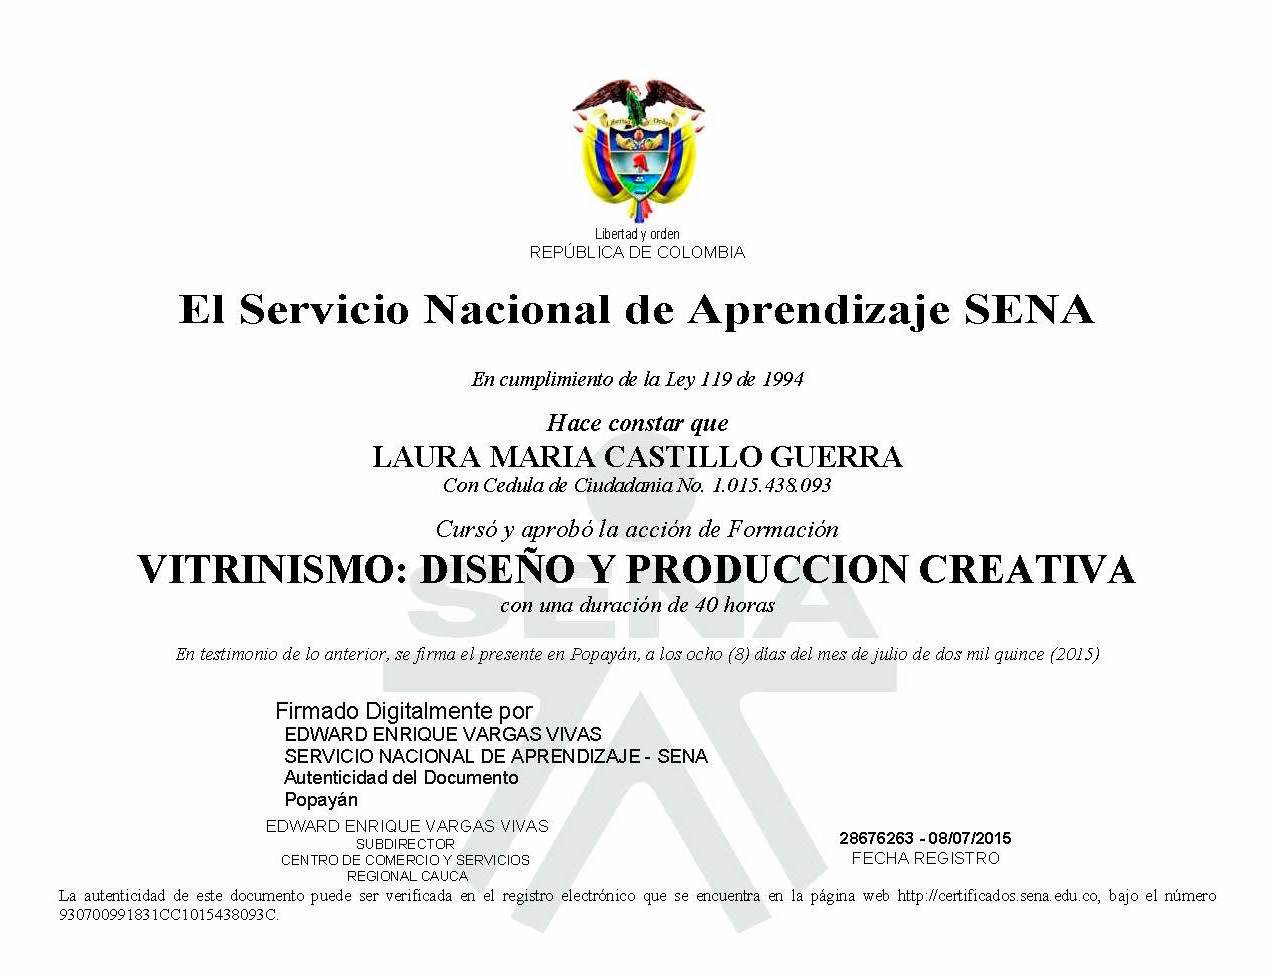 Libertad y Orden
Libertad y orden
REPÚBLICA DE COLOMBIA
El Servicio Nacional de Aprendizaje SENA
En cumplimiento de la Ley 119 de 1994
Hace constar que
LAURA MARIA CASTILLO GUERRA
Con Cedula de Ciudadania No. 1.015.438.093
Cursó y aprobó la acción de Formación
VITRINISMO: DISEÑO Y PRODUCCION CREATIVA
SENA
con una duración de 40 horas
En testimonio de lo anterior, se firma el presente en Popayán, a los ocho (8) días del mes de julio de dos mil quince (2015)
Firmado Digitalmente por
EDWARD ENRIQUE VARGAS VIVAS
SERVICIO NACIONAL DE APRENDIZAJE - SENA
Autenticidad del Documento
Popayán
EDWARD ENRIQUE VARGAS VIVAS
SUBDIRECTOR
CENTRO DE COMERCIO Y SERVICIOS
REGIONAL CAUCA
28676263 - 08/07/2015
FECHA REGISTRO
La autenticidad de este documento puede ser verificada en el registro electrónico que se encuentra en la página web http://certificados.sena.edu.co, bajo el número
930700991831CC1015438093C.